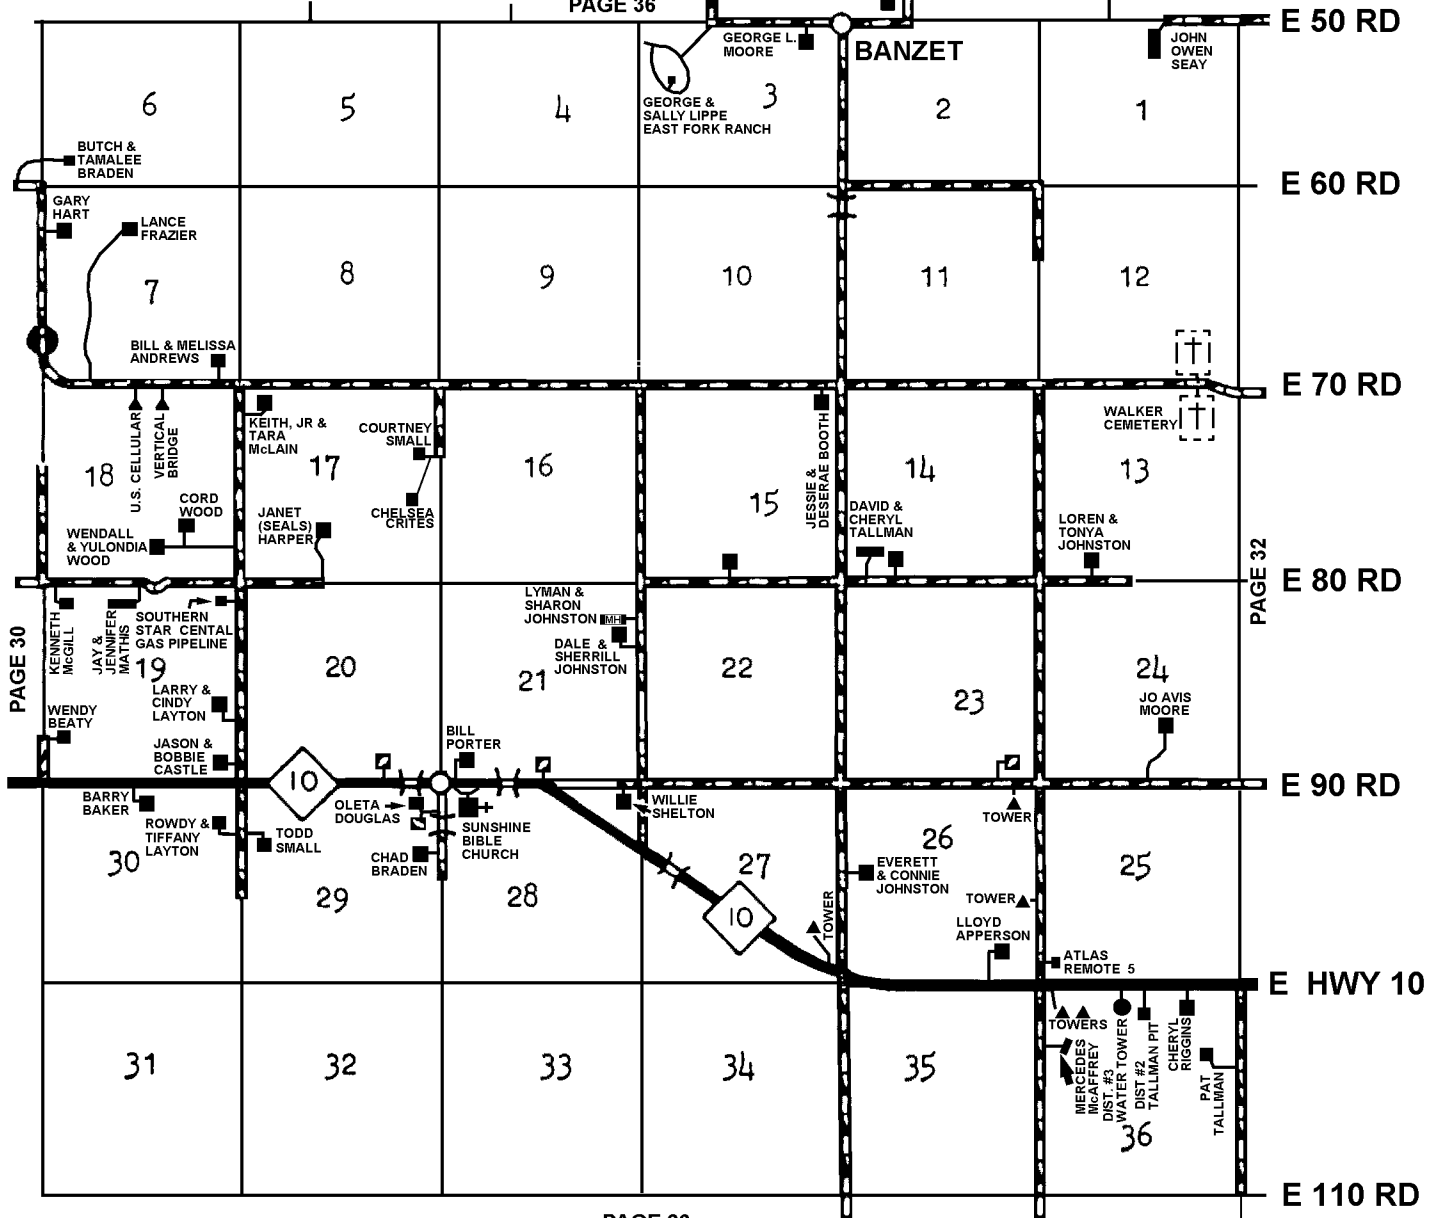 PAGE 36
E 50 RD
GEORGE L.
MOORE
BANZET
JOHN
OWEN
SEAY
6
5
4
3
2
1
GEORGE &
SALLY LIPPE
EAST FORK RANCH
BUTCH &
TAMALEE
BRADEN
E 60 RD
GARY
HART
LANCE
FRAZIER
7
8
9
10
11
12
BILL & MELISSA
ANDREWS
E 70 RD
WALKER
CEMETERY
U.S. CELLULAR
VERTICAL
BRIDGE
KEITH, JR &
TARA
McLAIN
COURTNEY
SMALL
CHELSEA
CRITES
JESSIE &
DESERAE BOOTH
18
17
16
15
14
13
CORD
WOOD
WENDALL
& YULONDIA
WOOD
JANET
(SEALS)
HARPER
DAVID &
CHERYL
TALLMAN
LOREN &
TONYA
JOHNSTON
PAGE 32
E 80 RD
PAGE 30
KENNETH
McGILL
JAY &
JENNIFER
MATHIS
SOUTHERN
STAR CENTAL
GAS PIPELINE
LYMAN &
SHARON
JOHNSTON
MH
DALE &
SHERRILL
JOHNSTON
19
20
21
22
23
24
LARRY &
CINDY
LAYTON
WENDY
BEATY
JO AVIS
MOORE
JASON &
BOBBIE
CASTLE
BILL
PORTER
10
E 90 RD
BARRY
BAKER
OLETA
DOUGLAS
WILLIE
SHELTON
TOWER
ROWDY &
TIFFANY
LAYTON
TODD
SMALL
SUNSHINE
BIBLE
CHURCH
CHAD
BRADEN
30
29
28
27
26
25
EVERETT
& CONNIE
JOHNSTON
10
TOWER
TOWER
LLOYD
APPERSON
ATLAS
REMOTE 5
E HWY 10
TOWERS
MERCEDES
McAFFREY
DIST. #3
WATER TOWER
DIST #2
TALLMAN PIT
CHERYL
RIGGINS
PAT
TALLMAN
31
32
33
34
35
36
E 110 RD